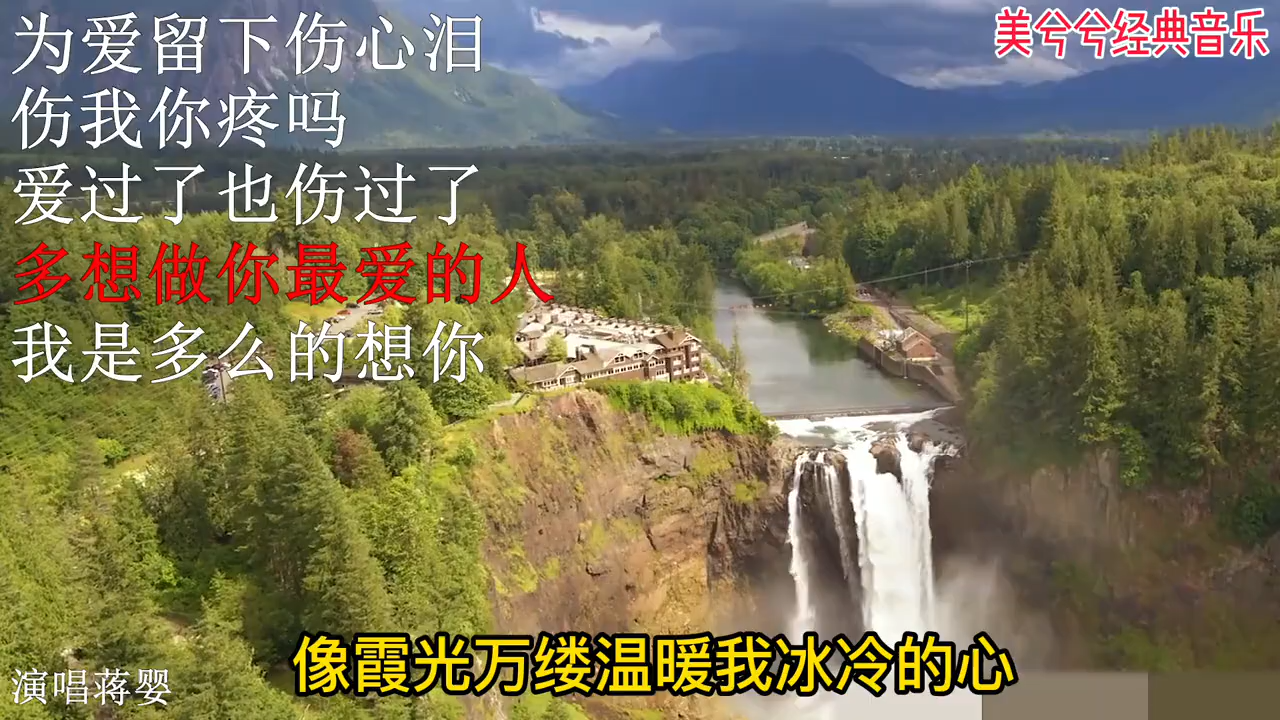 为爱留下伤心泪
美兮兮经典音乐
伤我你疼吗
爱过了也伤过了
多想做你最爱的人
我是多么的想你
像霞光万缕温暖我冰冷的心
演唱蒋婴